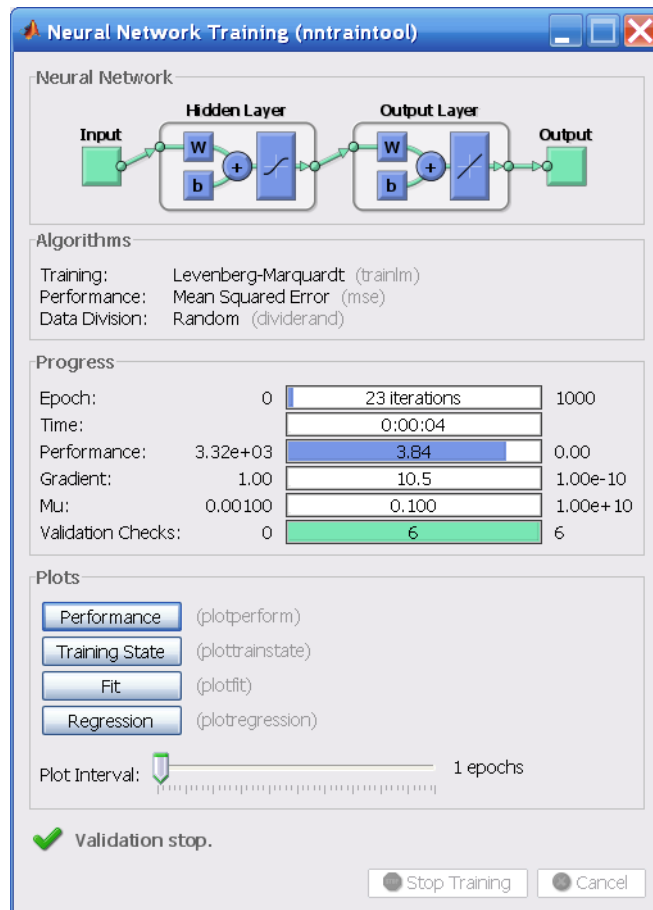 Neural Network Training (nntraintool)
Neural Network
Hidden Layer Output Layer
Input Output
W W
b b
Algorithms
Training: Levenberg-Marquardt (trainlm)
Performance: Mean Squared Error (mse)
Data Division: Random (dividerand)
Progress
Epoch: 0 23 iterations 1000
Time: 0:00:04
Performance: 3.32e+03 3.84 0.00
Gradient: 1.00 10.5 1.00e-10
Mu: 0.00100 0.100 1.00e+10
Validation Checks: 0 6 6
Plots
Performance (plotperform)
Training State (plottrainstate)
Fit (plotfit)
Regression (plotregression)
Plot Interval: 1 epochs
Validation stop.
Stop Training Cancel